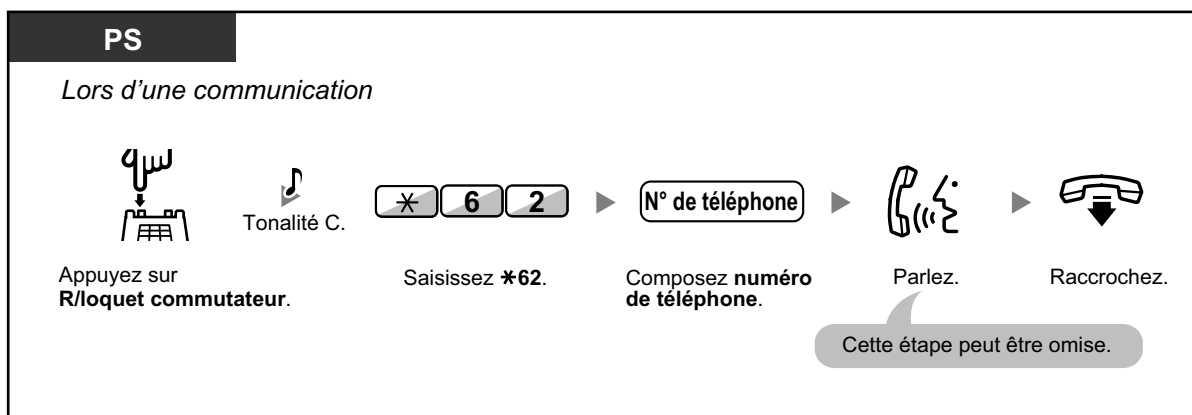 PS
Lors d’une communication
Tonalité C.
* 6 2
N° de téléphone
Appuyez sur
R/loquet commutateur.
Saisissez *62.
Composez numéro
de téléphone.
Parlez.
Raccrochez.
Cette étape peut être omise.